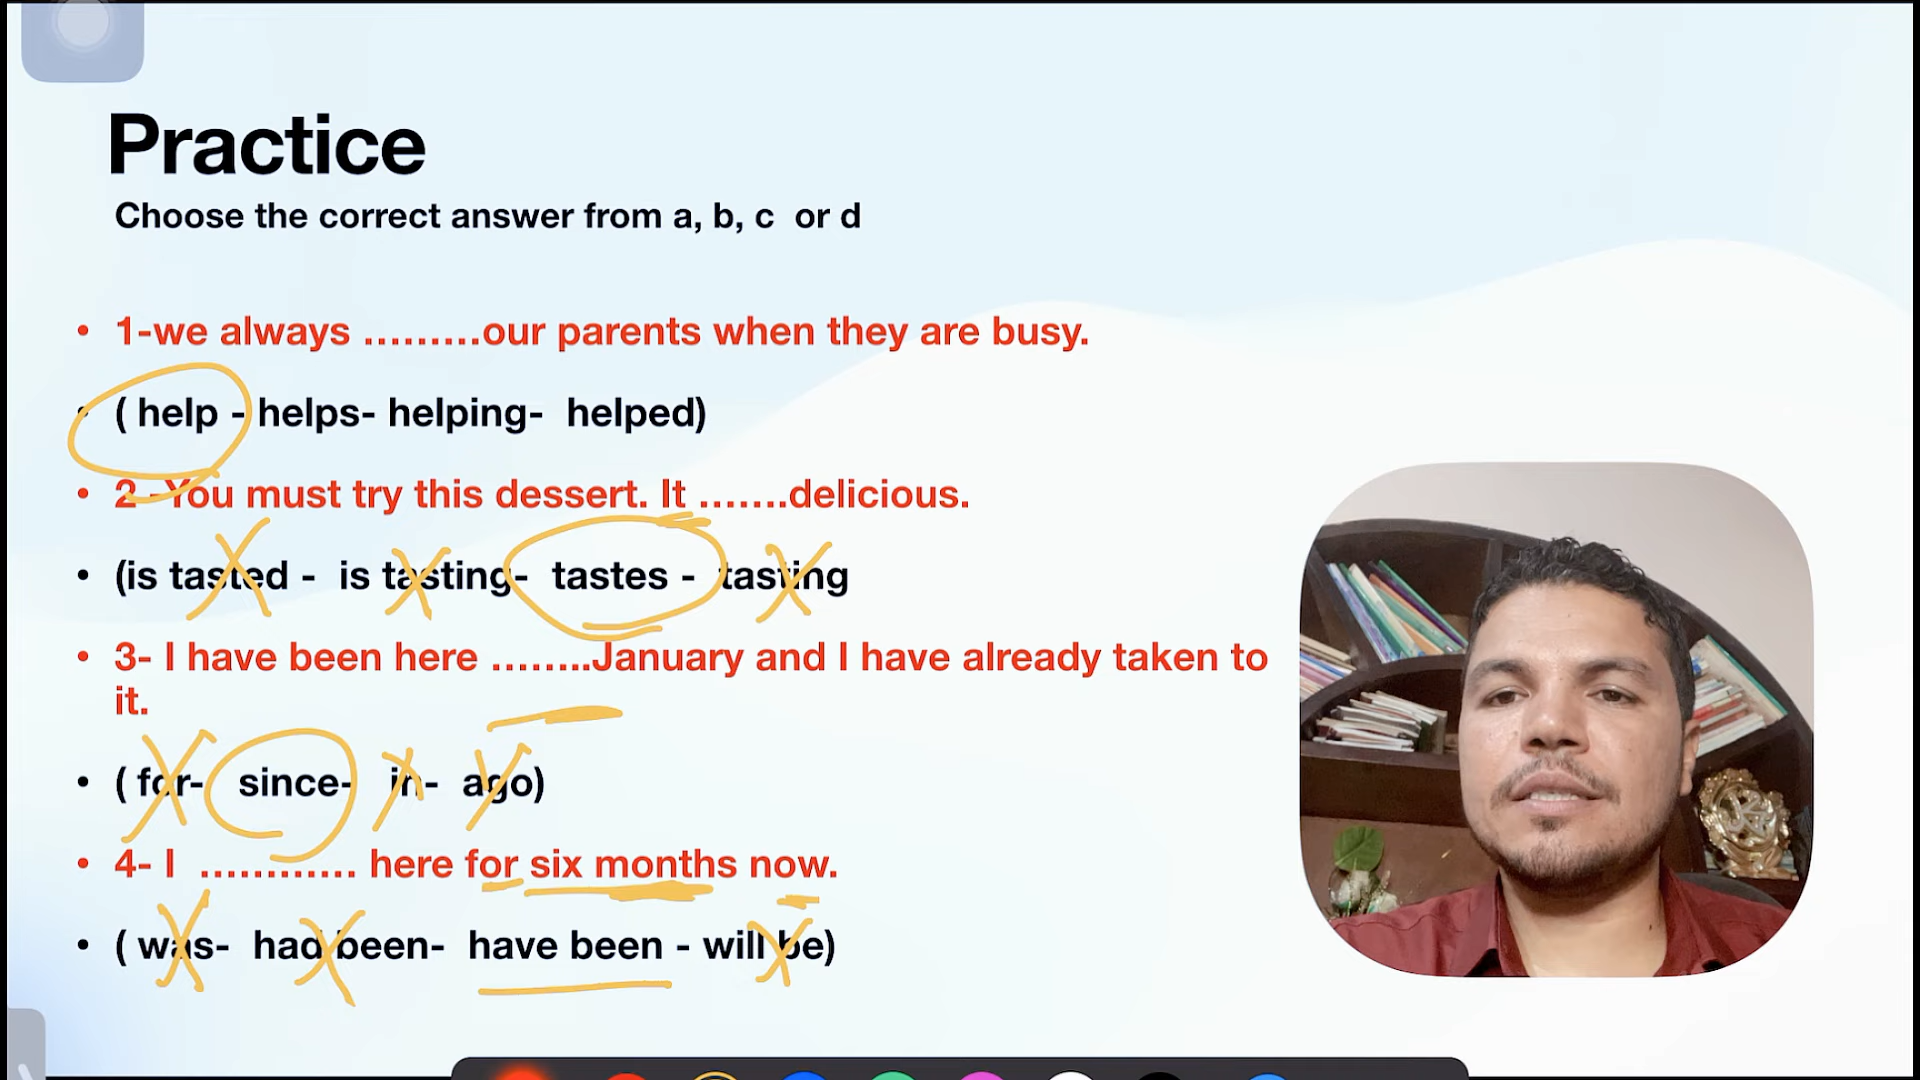 Practice
Choose the correct answer from a, b, c or d
• 1-we always .........our parents when they are busy.
• ( help - helps- helping- helped)
• 2 -You must try this dessert. It .......delicious.
• (is tasted - is tasting- tastes - tasting
• 3- I have been here ........January and I have already taken to
it.
• ( for- since- in- ago)
• 4- I ............ here for six months now.
• ( was- had been- have been - will be)